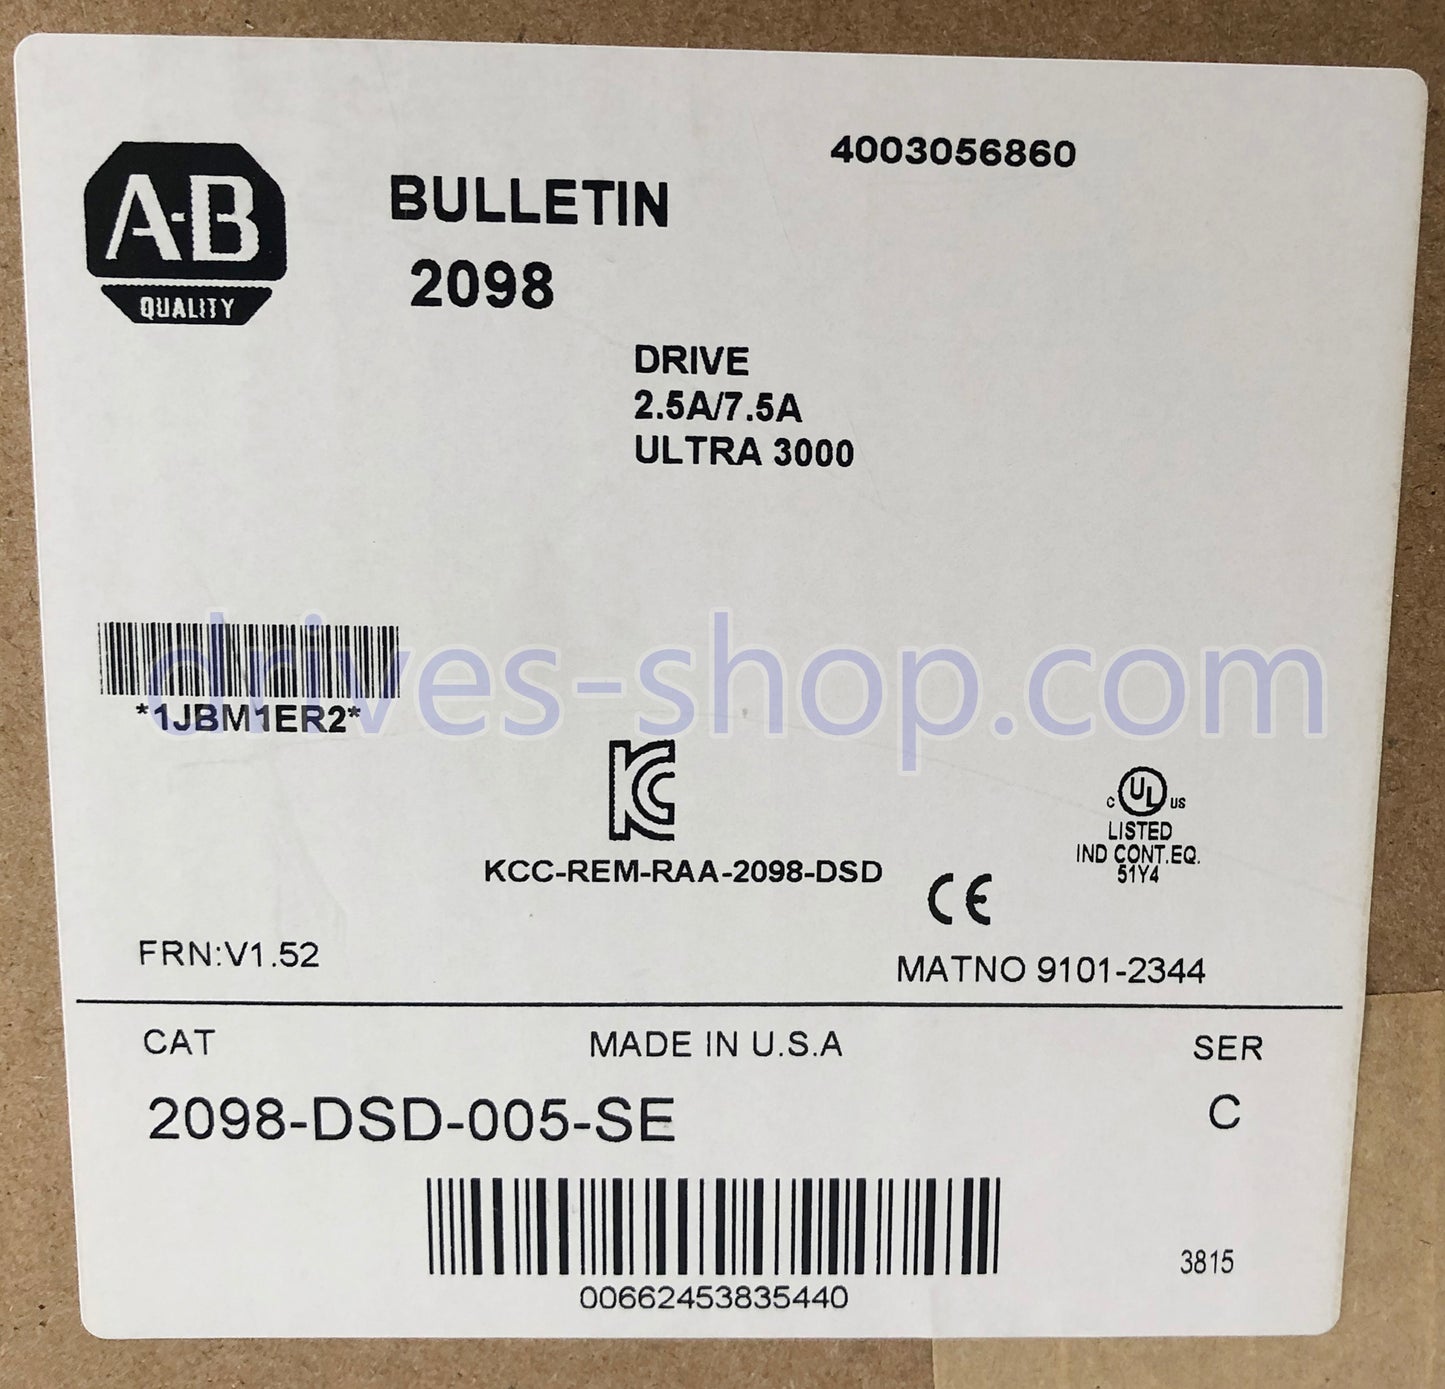 4003056860
A-B
QUALITY
BULLETIN
2098
DRIVE
2.5A/7.5A
ULTRA 3000
drives-shop.com
*1JBM1ER2*
KC
KCC-REM-RAA-2098-DSD
C UL US
LISTED
IND CONT.EQ.
51Y4
CE
FRN:V1.52
MATNO 9101-2344
CAT
MADE IN U.S.A
SER
2098-DSD-005-SE
C
00662453835440
3815